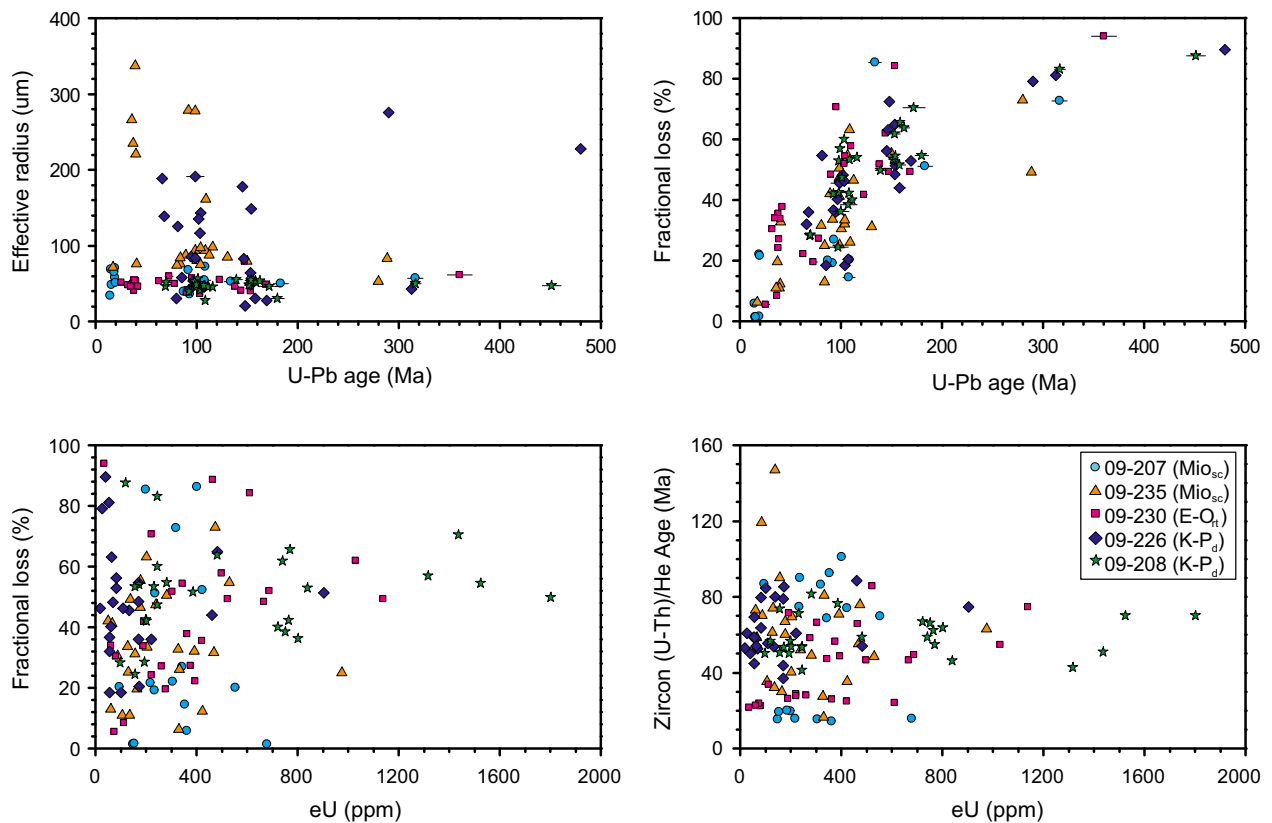 400
300
200
100
0
Effective radius (um)
0 100 200 300 400 500
U-Pb age (Ma)
100
80
60
40
20
0
Fractional loss (%)
0 100 200 300 400 500
U-Pb age (Ma)
100
80
60
40
20
0
Fractional loss (%)
0 400 800 1200 1600 2000
eU (ppm)
160
120
80
40
0
Zircon (U-Th)/He Age (Ma)
0 400 800 1200 1600 2000
eU (ppm)
09-207 (Mio_sc)
09-235 (Mio_sc)
09-230 (E-O_rt)
09-226 (K-P_d)
09-208 (K-P_d)